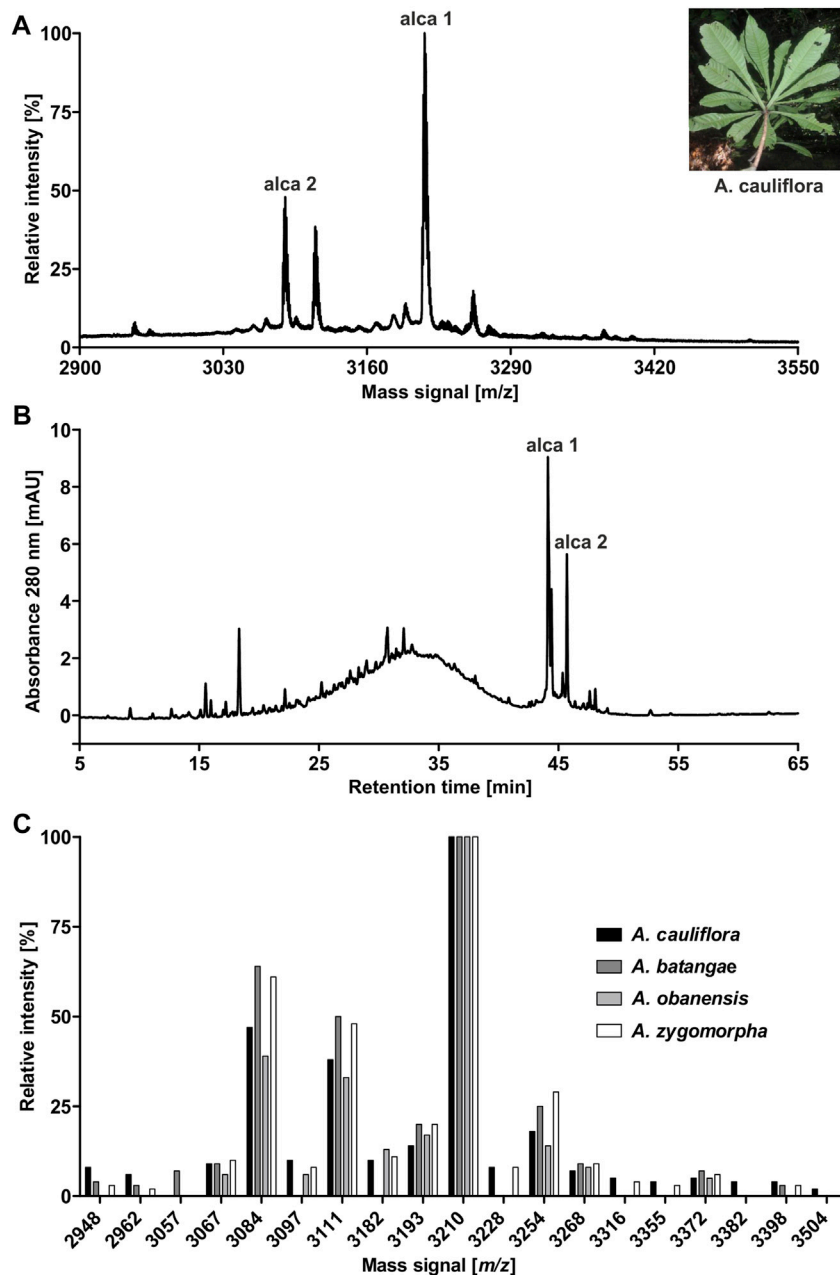 A
alca 1
alca 2
100
75
50
25
0
Relative intensity [%]
2900 3030 3160 3290 3420 3550
Mass signal [m/z]
A. cauliflora
B
alca 1
alca 2
10
8
6
4
2
0
Absorbance 280 nm [mAU]
5 15 25 35 45 55 65
Retention time [min]
C
100
75
50
25
0
Relative intensity [%]
A. cauliflora
A. batangae
A. obanensis
A. zygomorpha
2948 2962 3057 3067 3084 3097 3111 3182 3193 3210 3228 3254 3268 3316 3355 3372 3382 3398 3504
Mass signal [m/z]